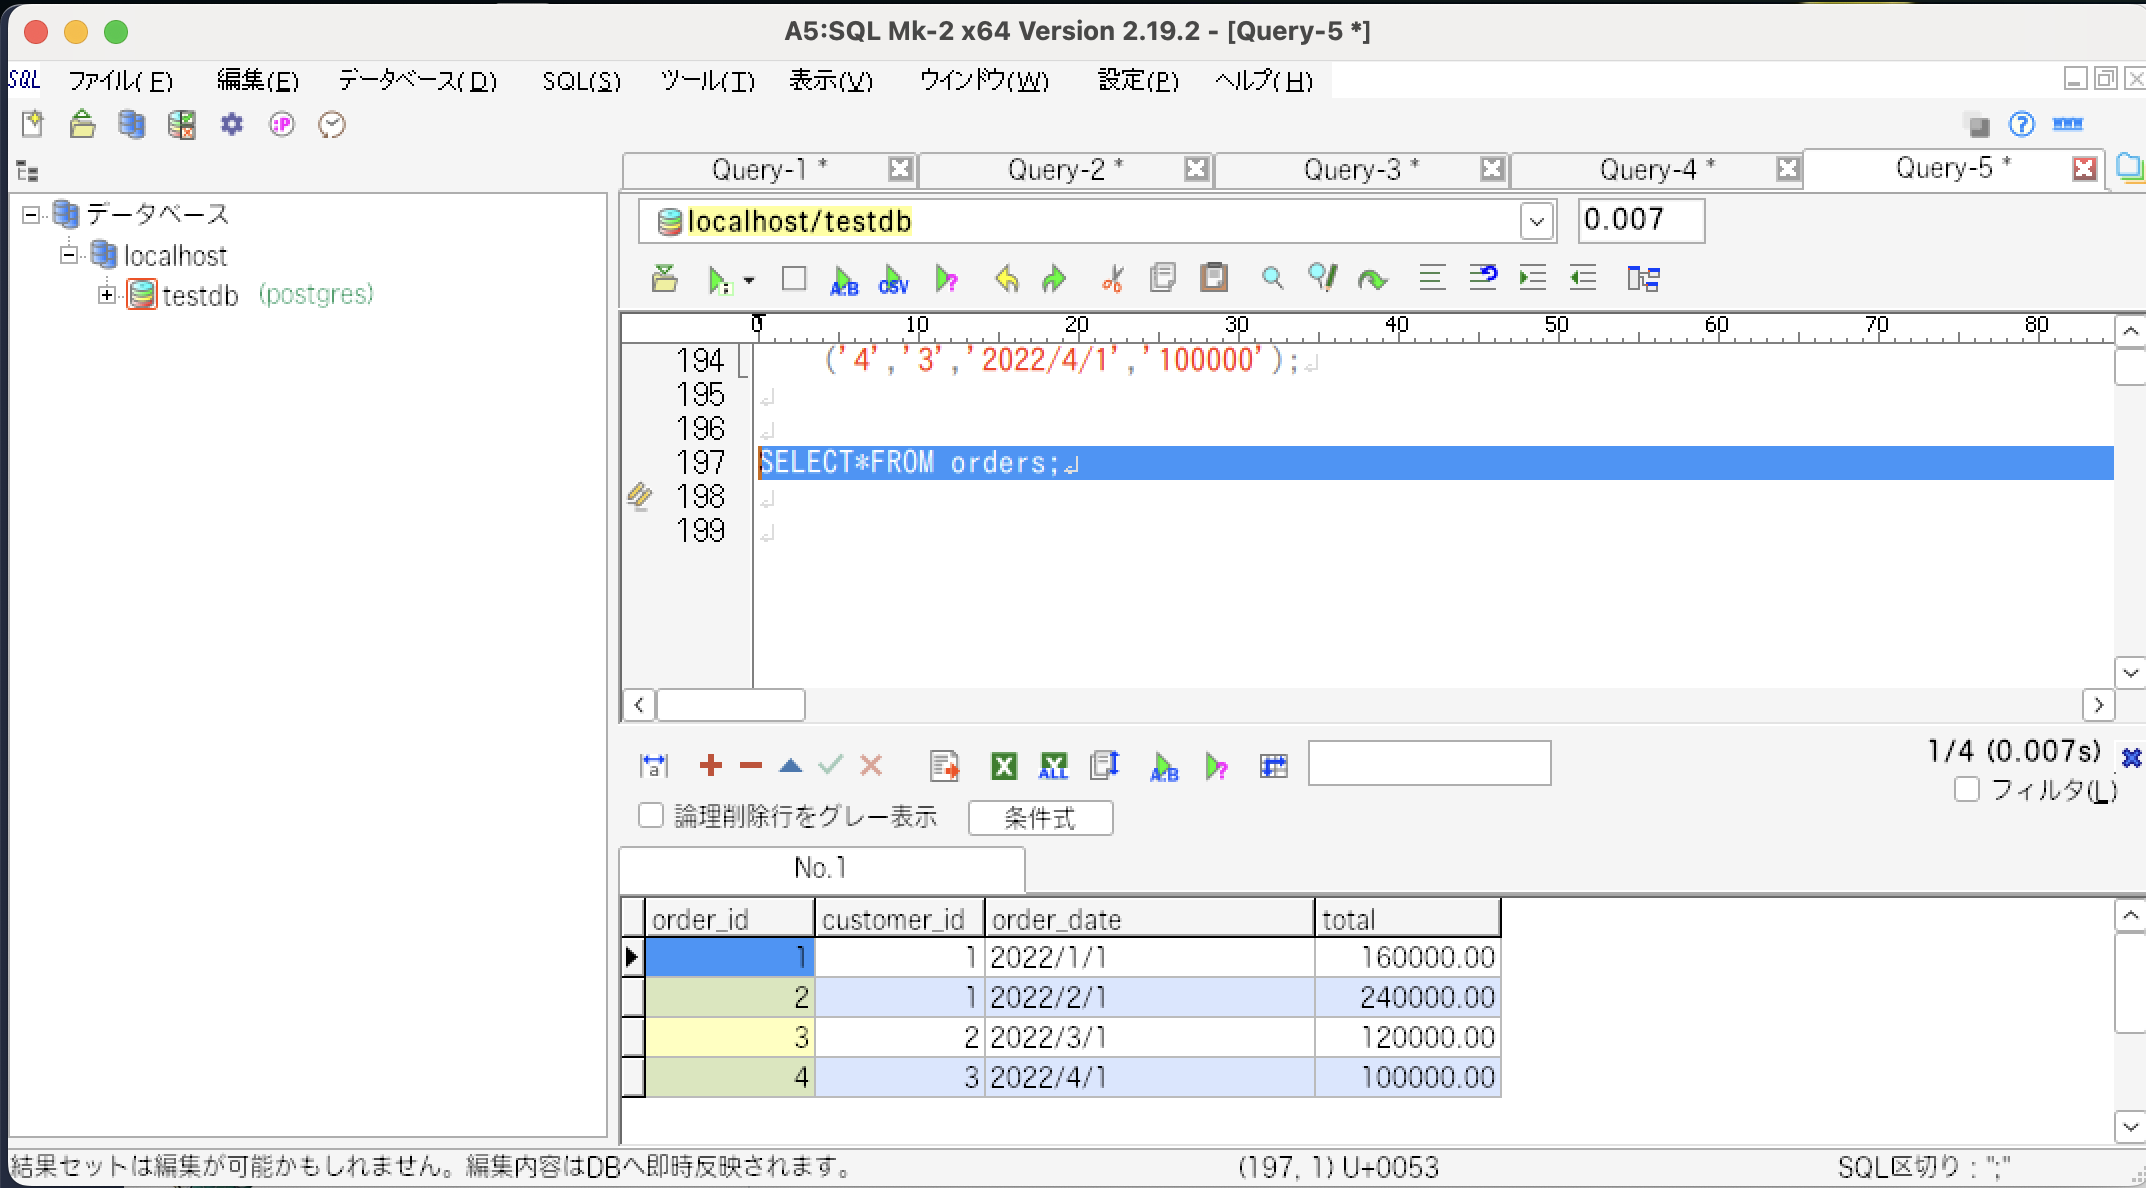 A5:SQL Mk-2 x64 Version 2.19.2 - [Query-5 *]
SQL ファイル(F) 編集(E) データベース(D) SQL(S) ツール(T) 表示(V) ウインドウ(W) 設定(P) ヘルプ(H)
Query-1 * Query-2 * Query-3 * Query-4 * Query-5 *
データベース
localhost
testdb (postgres)
localhost/testdb 0.007
A:B CSV
0 10 20 30 40 50 60 70 80
194 ('4','3','2022/4/1','100000');
195
196
197 SELECT*FROM orders;
198
199
ALL A:B 1/4 (0.007s)
フィルタ(L)
論理削除行をグレー表示 条件式
No.1
order_id customer_id order_date total
1 1 2022/1/1 160000.00
2 1 2022/2/1 240000.00
3 2 2022/3/1 120000.00
4 3 2022/4/1 100000.00
結果セットは編集が可能かもしれません。編集内容はDBへ即時反映されます。 (197, 1) U+0053 SQL区切り : ";"